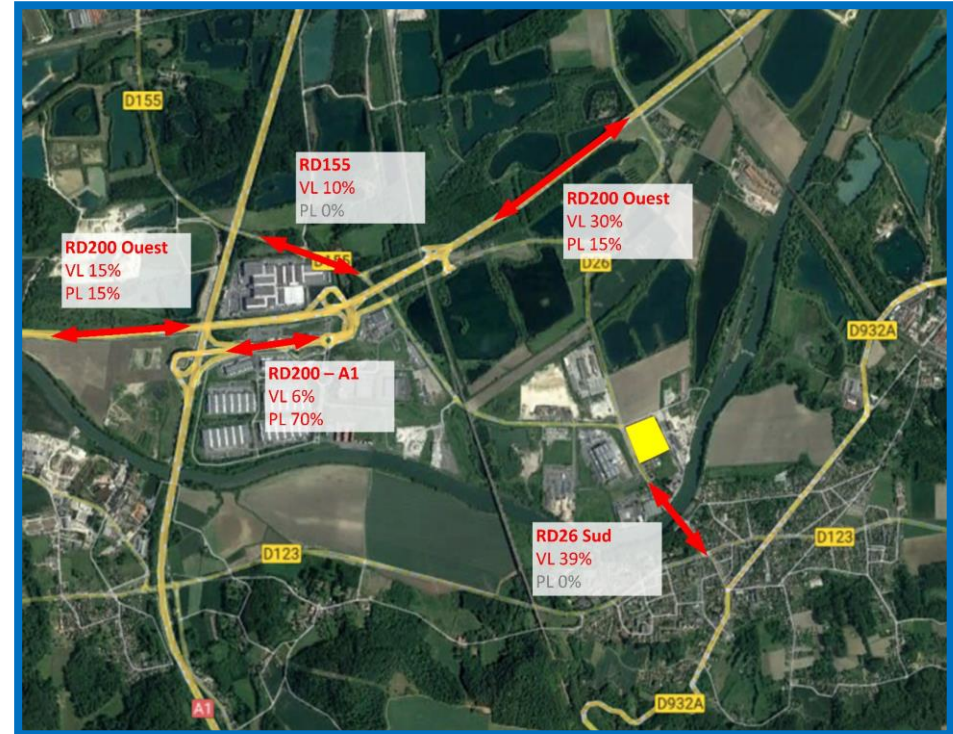 D155
RD155
VL 10%
PL 0%
RD200 Ouest
VL 30%
PL 15%
RD200 Ouest
VL 15%
PL 15%
D155
D26
D932A
RD200 – A1
VL 6%
PL 70%
RD26 Sud
VL 39%
PL 0%
D123
D123
A1
D932A